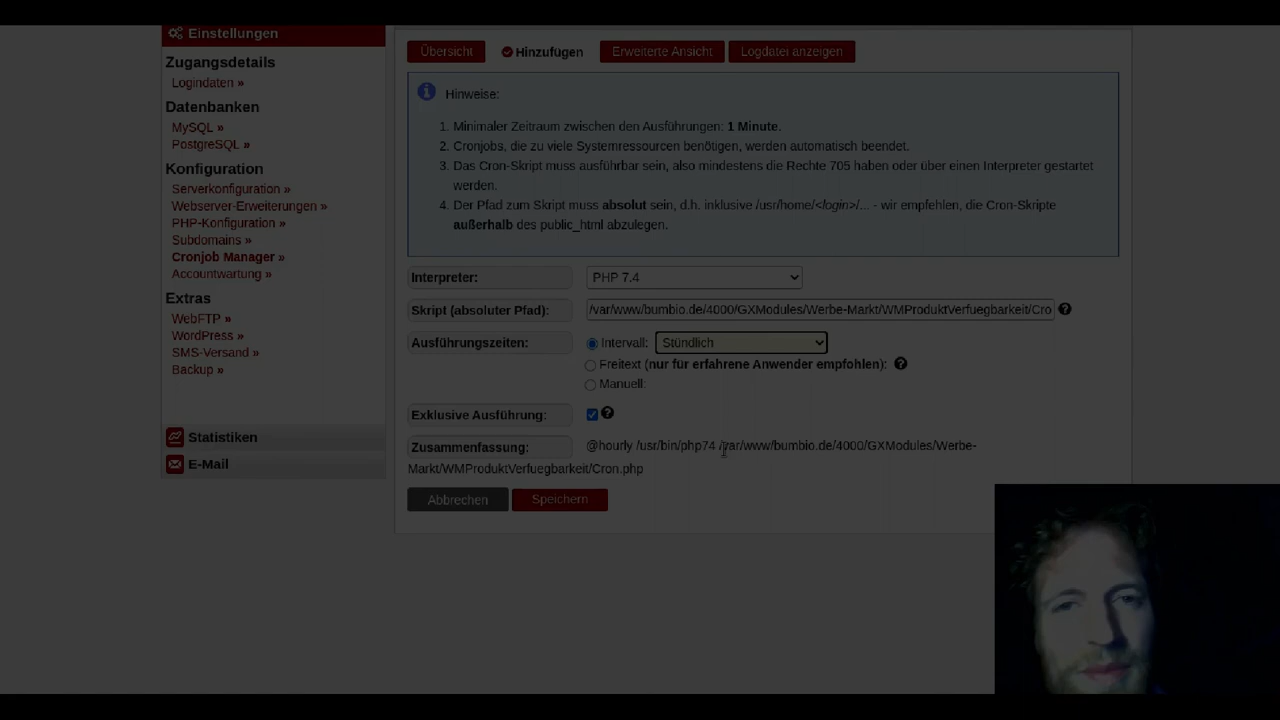 Einstellungen
Zugangsdetails
Logindaten »
Datenbanken
MySQL »
PostgreSQL »
Konfiguration
Serverkonfiguration »
Webserver-Erweiterungen »
PHP-Konfiguration »
Subdomains »
Cronjob Manager »
Accountwartung »
Extras
WebFTP »
WordPress »
SMS-Versand »
Backup »
Statistiken
E-Mail
Übersicht Hinzufügen Erweiterte Ansicht Logdatei anzeigen
Hinweise:
1. Minimaler Zeitraum zwischen den Ausführungen: 1 Minute.
2. Cronjobs, die zu viele Systemressourcen benötigen, werden automatisch beendet.
3. Das Cron-Skript muss ausführbar sein, also mindestens die Rechte 705 haben oder über einen Interpreter gestartet
werden.
4. Der Pfad zum Skript muss absolut sein, d.h. inklusive /usr/home/<login>/... - wir empfehlen, die Cron-Skripte
außerhalb des public_html abzulegen.
Interpreter: PHP 7.4
Skript (absoluter Pfad): /var/www/bumbio.de/4000/GXModules/Werbe-Markt/WMProduktVerfuegbarkeit/Cro
Ausführungszeiten: Intervall: Stündlich
Freitext (nur für erfahrene Anwender empfohlen):
Manuell:
Exklusive Ausführung:
Zusammenfassung: @hourly /usr/bin/php74 /var/www/bumbio.de/4000/GXModules/Werbe-
Markt/WMProduktVerfuegbarkeit/Cron.php
Abbrechen Speichern